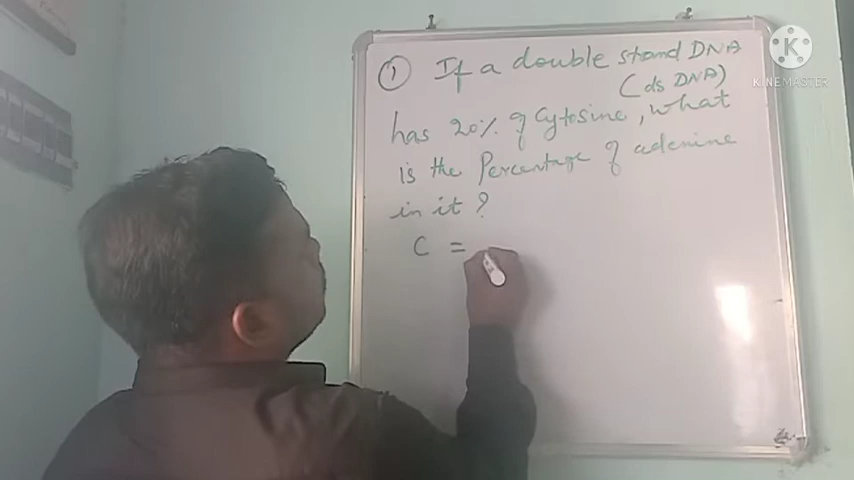 ① If a double strand DNA
(ds DNA)
has 20% of Cytosine, what
is the Percentage of adenine
in it ?
C =
K
KINEMASTER